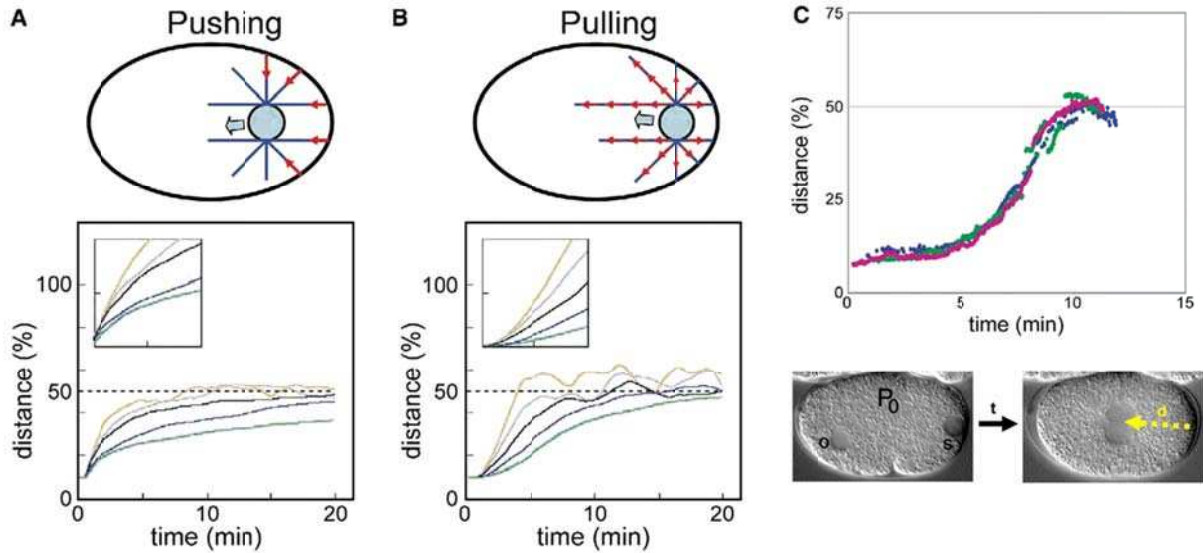 A
Pushing
100
50
0
distance (%)
0 10 20
time (min)
B
Pulling
100
50
0
distance (%)
0 10 20
time (min)
C
75
50
25
0
distance (%)
0 5 10 15
time (min)
P0
o
s
t
d